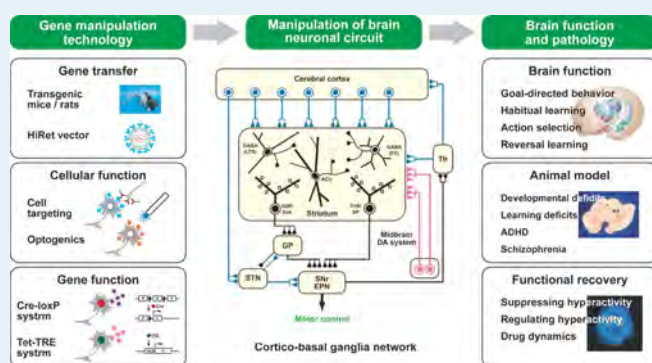 Gene manipulation
technology
Manipulation of brain
neuronal circuit
Brain function
and pathology
Gene transfer
Transgenic
mice / rats
HiRet vector
Cellular function
Cell
targeting
Optogenics
Gene function
Cre-loxP
systrm
Tet-TRE
systrm
Cerebral cortex
GABA
GABA
ACh
Striatum
Th
Midbrain
DA system
GP
STN
SNr
EPN
Motor control
Cortico-basal ganglia network
Brain function
Goal-directed behavior
Habitual learning
Action selection
Reversal learning
Animal model
Developmental deficits
Learning deficits
ADHD
Schizophrenia
Functional recovery
Suppressing hyperactivity
Regulating hyperactivity
Drug dynamics